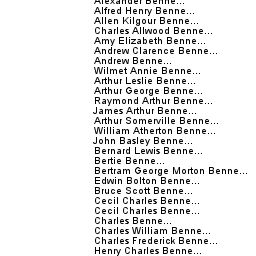 Alexander Benne...
Alfred Henry Benne...
Allen Kilgour Benne...
Charles Allwood Benne...
Amy Elizabeth Benne...
Andrew Clarence Benne...
Andrew Benne...
Wilmet Annie Benne...
Arthur Leslie Benne...
Arthur George Benne...
Raymond Arthur Benne...
James Arthur Benne...
Arthur Somerville Benne...
William Atherton Benne...
John Basley Benne...
Bernard Lewis Benne...
Bertie Benne...
Bertram George Morton Benne...
Edwin Bolton Benne...
Bruce Scott Benne...
Cecil Charles Benne...
Cecil Charles Benne...
Charles Benne...
Charles William Benne...
Charles Frederick Benne...
Henry Charles Benne...